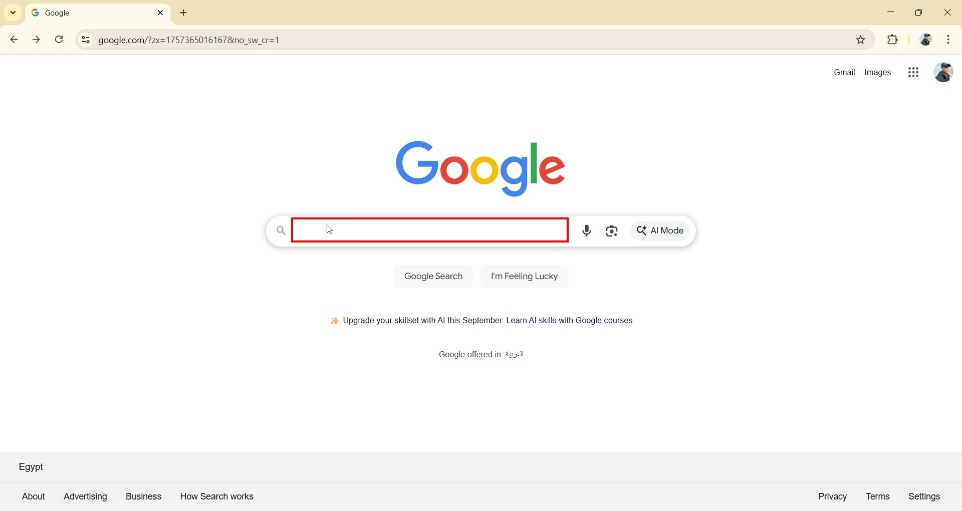 Google
google.com/?zx=1757365016167&no_sw_cr=1
Gmail Images
Google
AI Mode
Google Search I'm Feeling Lucky
✨ Upgrade your skillset with AI this September Learn AI skills with Google courses
Google offered in العربية
Egypt
About Advertising Business How Search works Privacy Terms Settings